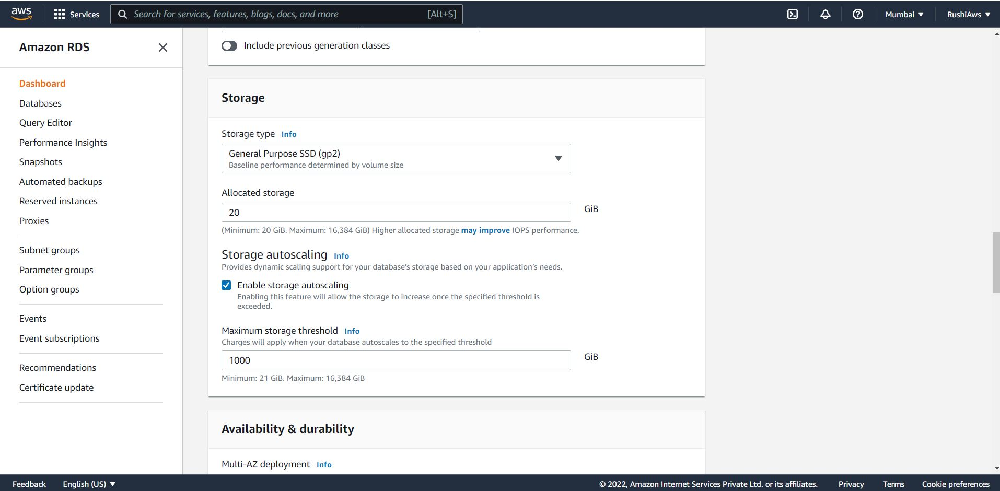 aws
Services
Search for services, features, blogs, docs, and more
[Alt+S]
Mumbai
RushiAws
Amazon RDS
Dashboard
Databases
Query Editor
Performance Insights
Snapshots
Automated backups
Reserved instances
Proxies
Subnet groups
Parameter groups
Option groups
Events
Event subscriptions
Recommendations
Certificate update
Include previous generation classes
Storage
Storage type Info
General Purpose SSD (gp2)
Baseline performance determined by volume size
Allocated storage
20
GiB
(Minimum: 20 GiB. Maximum: 16,384 GiB) Higher allocated storage may improve IOPS performance.
Storage autoscaling Info
Provides dynamic scaling support for your database's storage based on your application's needs.
Enable storage autoscaling
Enabling this feature will allow the storage to increase once the specified threshold is
exceeded.
Maximum storage threshold Info
Charges will apply when your database autoscales to the specified threshold
1000
GiB
Minimum: 21 GiB. Maximum: 16,384 GiB
Availability & durability
Multi-AZ deployment Info
Feedback
English (US)
© 2022, Amazon Internet Services Private Ltd. or its affiliates.
Privacy
Terms
Cookie preferences